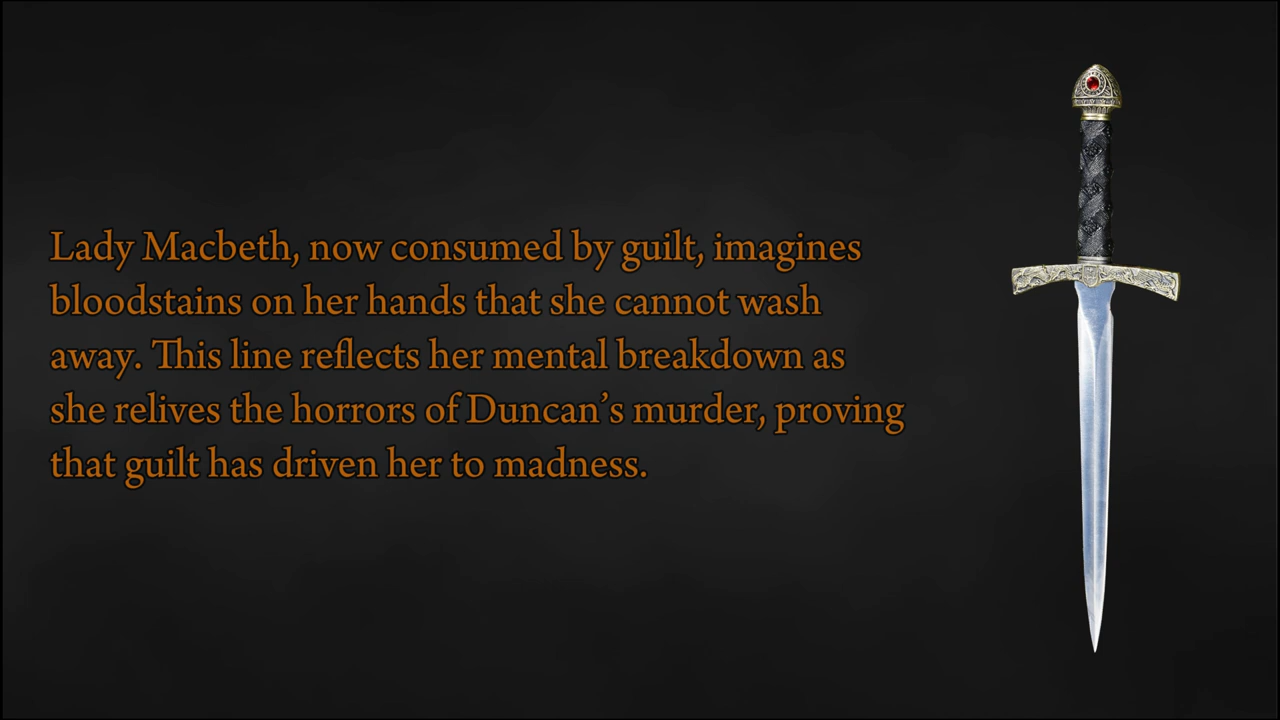 Lady Macbeth, now consumed by guilt, imagines
bloodstains on her hands that she cannot wash
away. This line reflects her mental breakdown as
she relives the horrors of Duncan’s murder, proving
that guilt has driven her to madness.